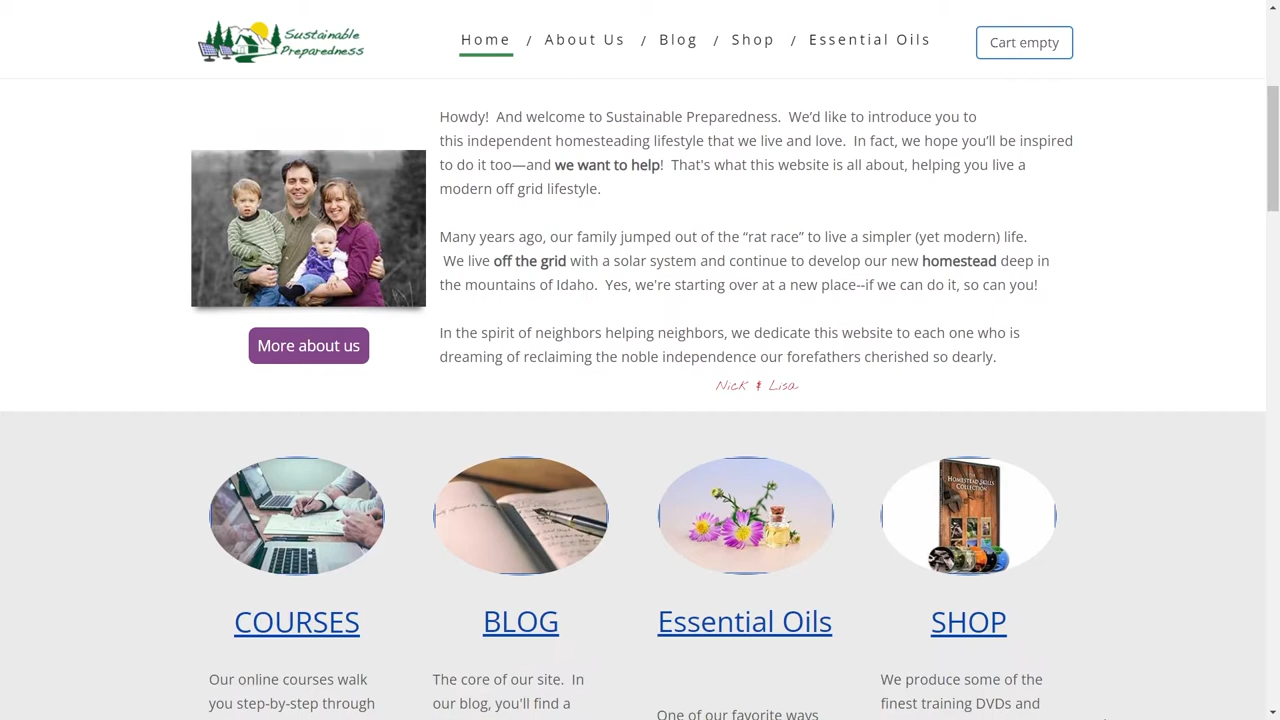 Sustainable
Preparedness
Home / About Us / Blog / Shop / Essential Oils
Cart empty
Howdy!  And welcome to Sustainable Preparedness.  We’d like to introduce you to
this independent homesteading lifestyle that we live and love.  In fact, we hope you’ll be inspired
to do it too—and we want to help!  That's what this website is all about, helping you live a
modern off grid lifestyle.
Many years ago, our family jumped out of the “rat race” to live a simpler (yet modern) life.
We live off the grid with a solar system and continue to develop our new homestead deep in
the mountains of Idaho.  Yes, we're starting over at a new place--if we can do it, so can you!
More about us
In the spirit of neighbors helping neighbors, we dedicate this website to each one who is
dreaming of reclaiming the noble independence our forefathers cherished so dearly.
Nick & Lisa
Homestead Skills
Collection
COURSES
BLOG
Essential Oils
SHOP
Our online courses walk
you step-by-step through
The core of our site.  In
our blog, you'll find a
One of our favorite ways
We produce some of the
finest training DVDs and